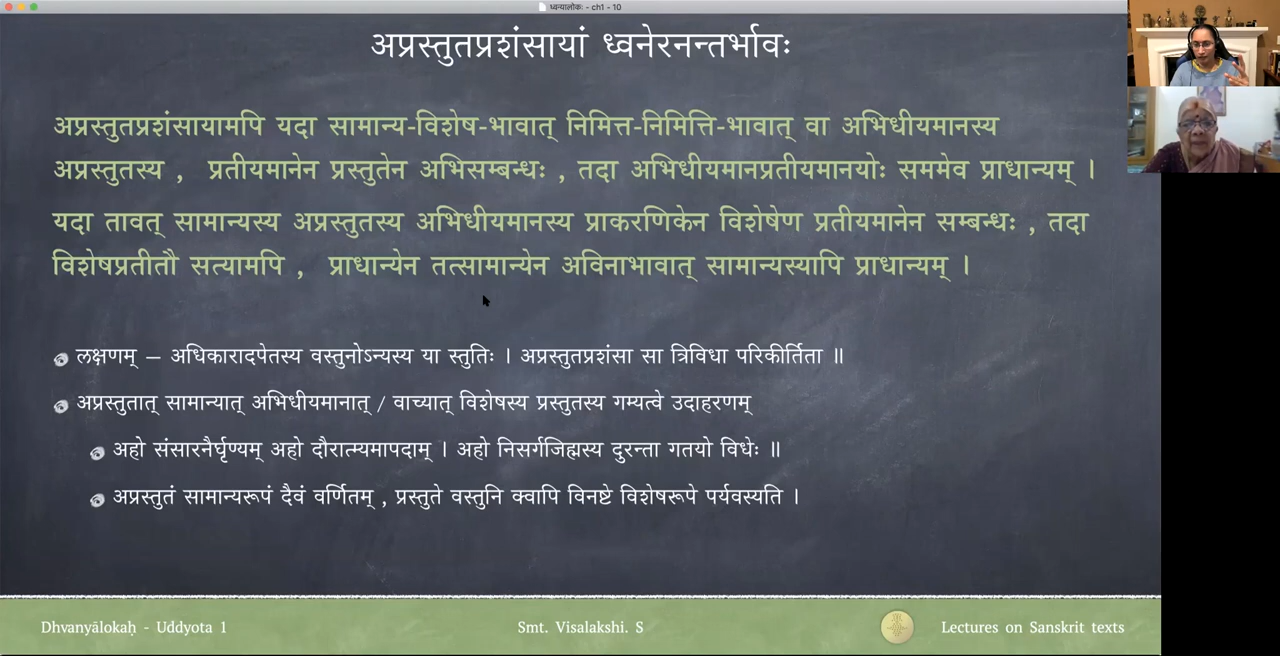 ध्वन्यालोकः - ch1 - 10
अप्रस्तुतप्रशंसायां ध्वनेरनन्तर्भावः
अप्रस्तुतप्रशंसायामपि यदा सामान्य-विशेष-भावात् निमित्त-निमित्ति-भावात् वा अभिधीयमानस्य
अप्रस्तुतस्य , प्रतीयमानेन प्रस्तुतेन अभिसम्बन्धः , तदा अभिधीयमानप्रतीयमानयोः सममेव प्राधान्यम् ।
यदा तावत् सामान्यस्य अप्रस्तुतस्य अभिधीयमानस्य प्राकरणिकेन विशेषेण प्रतीयमानेन सम्बन्धः , तदा
विशेषप्रतीतौ सत्यामपि , प्राधान्येन तत्सामान्येन अविनाभावात् सामान्यस्यापि प्राधान्यम् ।
लक्षणम् – अधिकारादपेतस्य वस्तुनोऽन्यस्य या स्तुतिः । अप्रस्तुतप्रशंसा सा त्रिविधा परिकीर्तिता ॥
अप्रस्तुतात् सामान्यात् अभिधीयमानात् / वाच्यात् विशेषस्य प्रस्तुतस्य गम्यत्वे उदाहरणम्
अहो संसारनैर्घृण्यम् अहो दौरात्म्यमापदाम् । अहो निसर्गजिह्मस्य दुरन्ता गतयो विधेः ॥
अप्रस्तुतं सामान्यरूपं दैवं वर्णितम् , प्रस्तुते वस्तुनि क्वापि विनष्टे विशेषरूपे पर्यवस्यति ।
Dhvanyālokaḥ - Uddyota 1 Smt. Visalakshi. S Lectures on Sanskrit texts